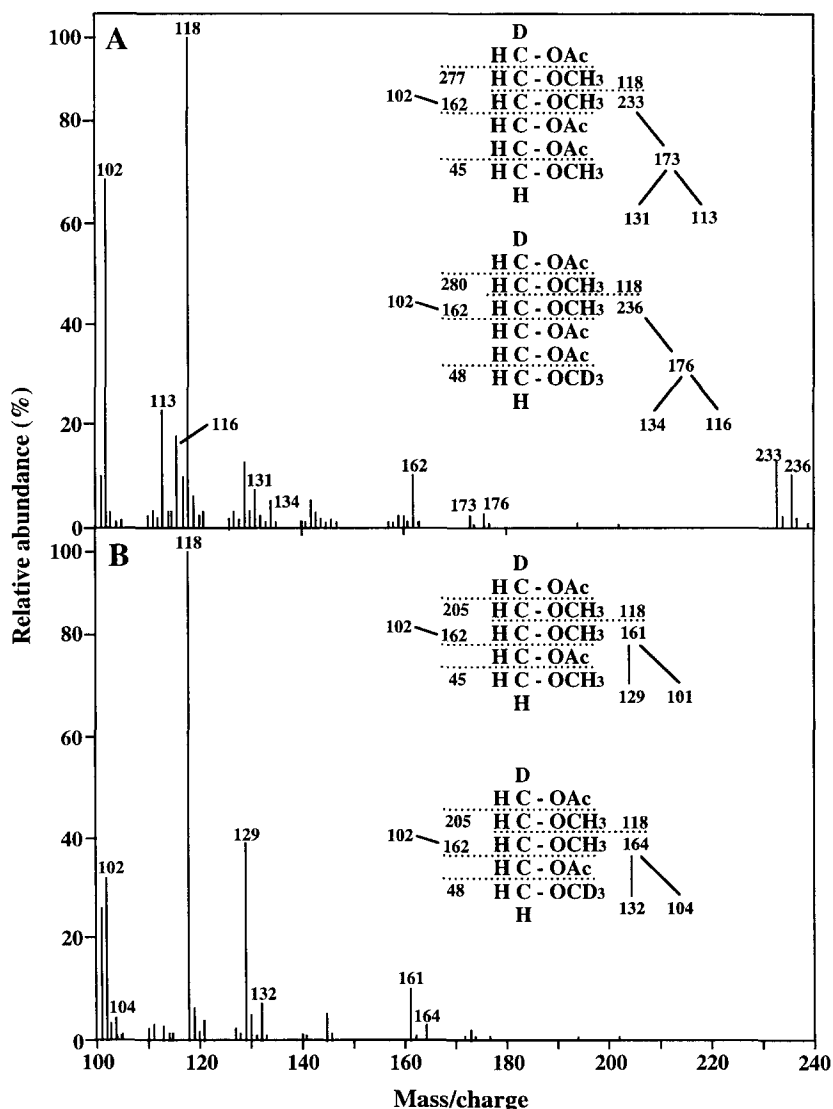 Relative abundance (%)
A
100
80
60
40
20
0
118
102
113
116
131
134
162
173
176
233
236
D
H C - OAc
277 H C - OCH3 118
102 162 H C - OCH3 233
H C - OAc
H C - OAc
45 H C - OCH3
H
173
131 113
D
H C - OAc
280 H C - OCH3 118
102 162 H C - OCH3 236
H C - OAc
H C - OAc
48 H C - OCD3
H
176
134 116
B
100
80
60
40
20
0
118
102
104
129
132
161
164
D
H C - OAc
205 H C - OCH3 118
102 162 H C - OCH3 161
H C - OAc
45 H C - OCH3
H
129 101
D
H C - OAc
205 H C - OCH3 118
102 162 H C - OCH3 164
H C - OAc
48 H C - OCD3
H
132 104
100 120 140 160 180 200 220 240
Mass/charge